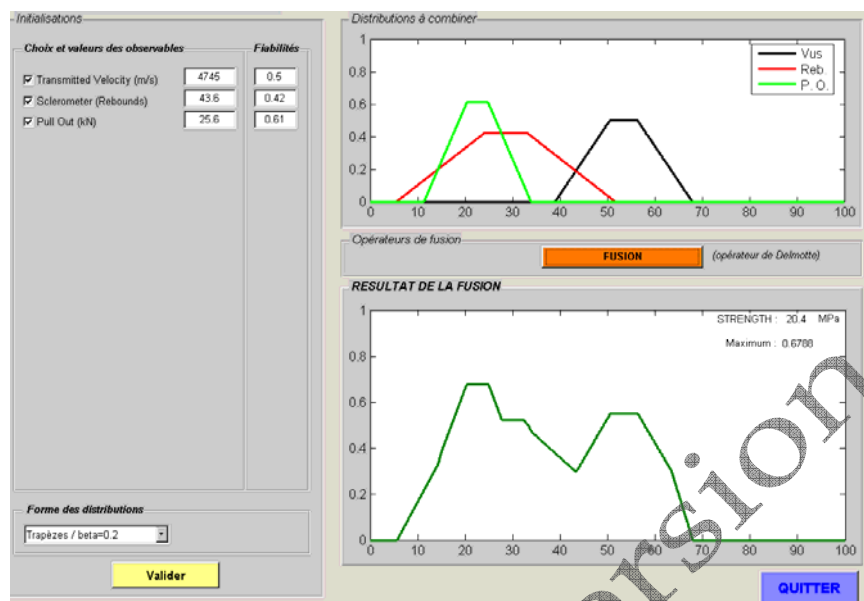 Initialisations
Choix et valeurs des observables
Fiabilités
Transmitted Velocity (m/s) 4745 0.5
Sclerometer (Rebounds) 43.6 0.42
Pull Out (kN) 25.6 0.61
Forme des distributions
Trapèzes / beta=0.2
Valider
Distributions à combiner
1
0.8
0.6
0.4
0.2
0
0 10 20 30 40 50 60 70 80 90 100
Vus
Reb.
P. O.
Opérateurs de fusion
FUSION
(opérateur de Delmotte)
RESULTAT DE LA FUSION
1
0.8
0.6
0.4
0.2
0
0 10 20 30 40 50 60 70 80 90 100
STRENGTH : 20.4 MPa
Maximum : 0.6788
QUITTER
ersion